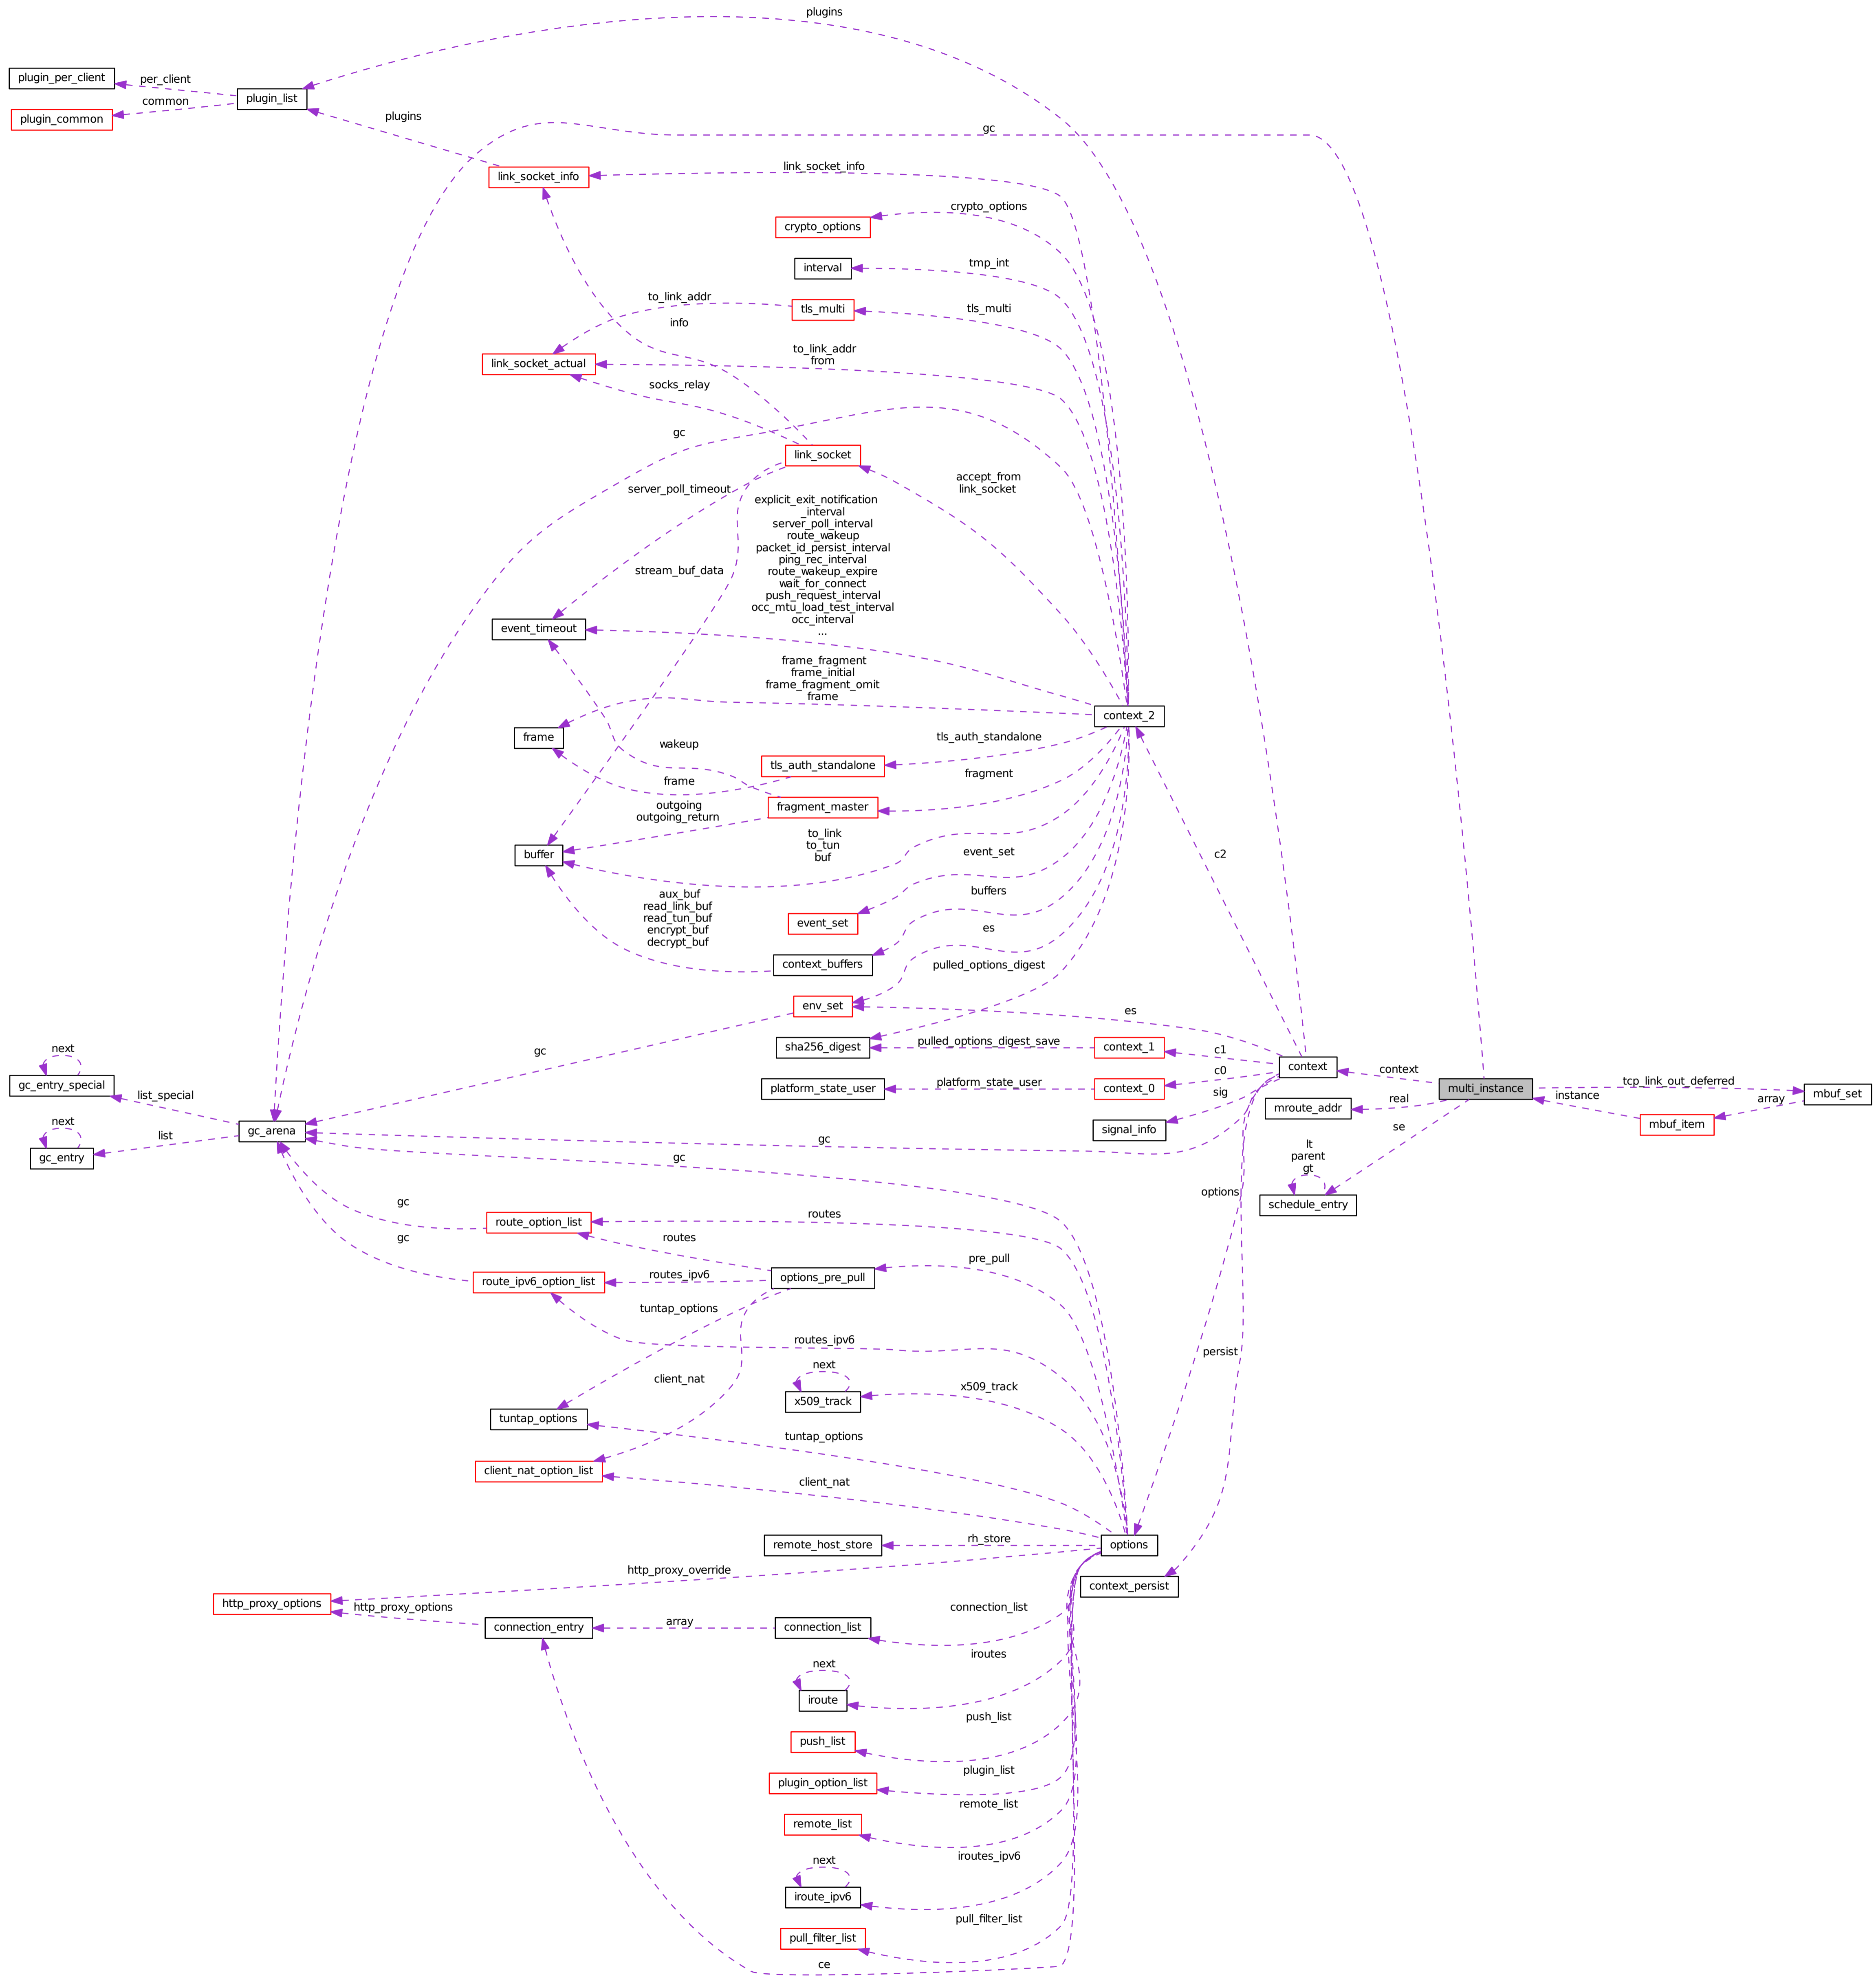 plugins
plugin_per_client
per_client
plugin_list
common
plugin_common
plugins
gc
link_socket_info
link_socket_info
crypto_options
crypto_options
interval
tmp_int
to_link_addr
tls_multi
tls_multi
info
link_socket_actual
to_link_addr
from
socks_relay
gc
link_socket
accept_from
link_socket
server_poll_timeout
explicit_exit_notification
_interval
server_poll_interval
route_wakeup
packet_id_persist_interval
ping_rec_interval
route_wakeup_expire
wait_for_connect
push_request_interval
occ_mtu_load_test_interval
occ_interval
...
stream_buf_data
event_timeout
frame_fragment
frame_initial
frame_fragment_omit
frame
context_2
frame
wakeup
tls_auth_standalone
tls_auth_standalone
frame
fragment
fragment_master
outgoing
outgoing_return
buffer
to_link
to_tun
buf
event_set
c2
aux_buf
read_link_buf
read_tun_buf
encrypt_buf
decrypt_buf
buffers
event_set
es
context_buffers
pulled_options_digest
env_set
es
sha256_digest
pulled_options_digest_save
context_1
c1
context
gc
next
gc_entry_special
list_special
platform_state_user
platform_state_user
context_0
c0
sig
context
multi_instance
tcp_link_out_deferred
mbuf_set
array
instance
mbuf_item
real
mroute_addr
se
signal_info
next
gc_entry
list
gc_arena
gc
gc
lt
parent
gt
schedule_entry
options
gc
route_option_list
routes
routes
gc
route_ipv6_option_list
routes_ipv6
options_pre_pull
pre_pull
tuntap_options
routes_ipv6
persist
client_nat
next
x509_track
x509_track
tuntap_options
tuntap_options
client_nat_option_list
client_nat
remote_host_store
rh_store
options
http_proxy_override
context_persist
http_proxy_options
http_proxy_options
connection_entry
array
connection_list
connection_list
next
iroute
iroutes
push_list
push_list
plugin_option_list
plugin_list
remote_list
remote_list
next
iroute_ipv6
iroutes_ipv6
pull_filter_list
pull_filter_list
ce